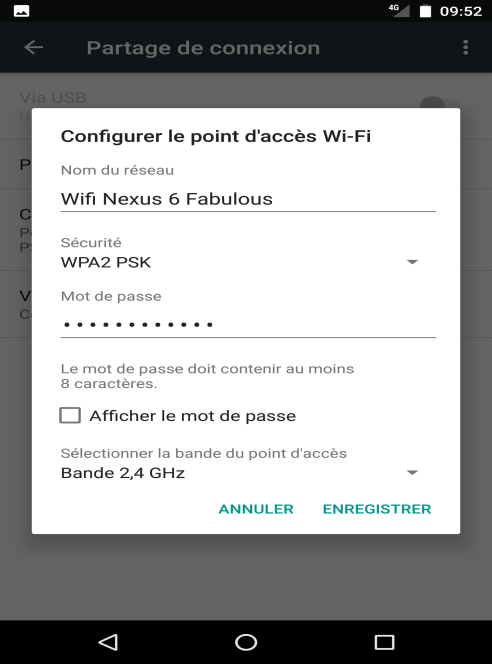 4G 09:52
Partage de connexion
Via USB
Configurer le point d'accès Wi-Fi
Nom du réseau
Wifi Nexus 6 Fabulous
Sécurité
WPA2 PSK
Mot de passe
••••••••••••
Le mot de passe doit contenir au moins
8 caractères.
Afficher le mot de passe
Sélectionner la bande du point d'accès
Bande 2,4 GHz
ANNULER ENREGISTRER